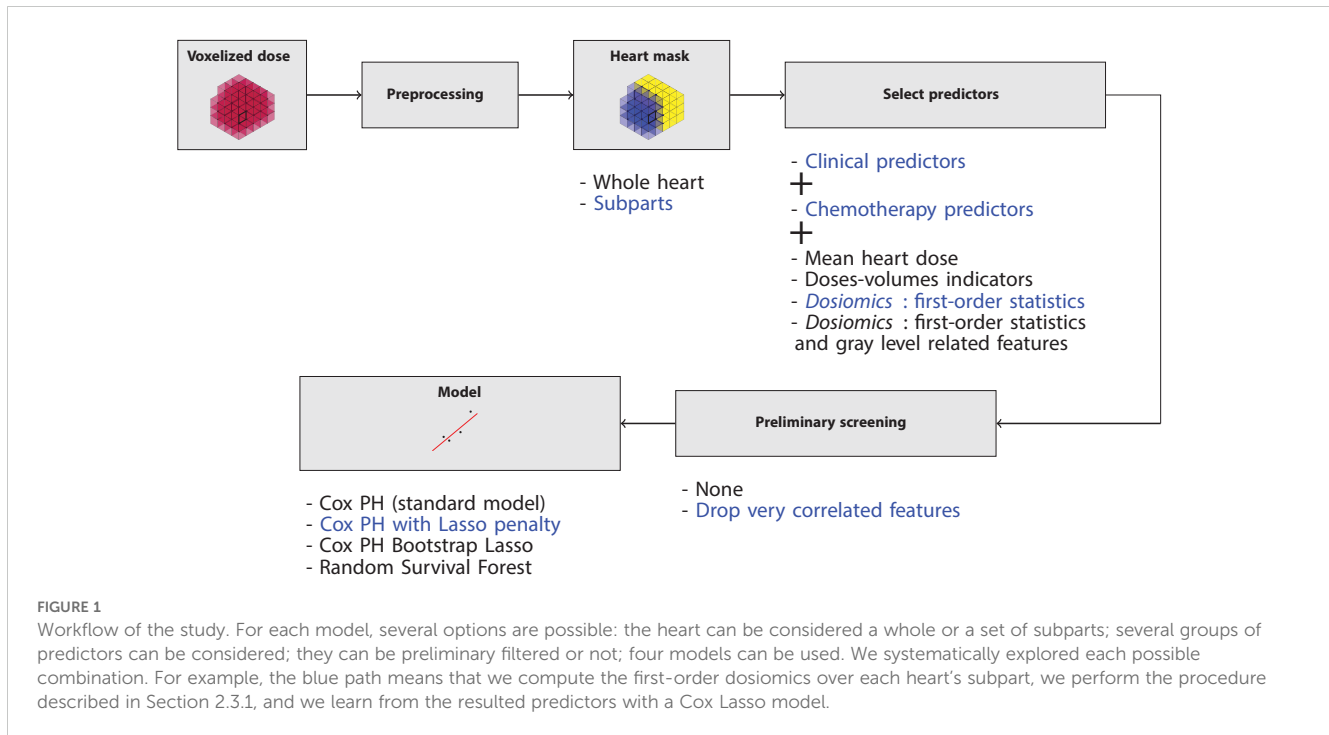 Voxelized dose
Preprocessing
Heart mask
Select predictors
- Whole heart
- Subparts
- Clinical predictors
+
- Chemotherapy predictors
+
- Mean heart dose
- Doses-volumes indicators
- Dosiomics : first-order statistics
- Dosiomics : first-order statistics
and gray level related features
Model
Preliminary screening
- Cox PH (standard model)
- Cox PH with Lasso penalty
- Cox PH Bootstrap Lasso
- Random Survival Forest
- None
- Drop very correlated features
FIGURE 1
Workflow of the study. For each model, several options are possible: the heart can be considered a whole or a set of subparts; several groups of
predictors can be considered; they can be preliminary filtered or not; four models can be used. We systematically explored each possible
combination. For example, the blue path means that we compute the first-order dosiomics over each heart's subpart, we perform the procedure
described in Section 2.3.1, and we learn from the resulted predictors with a Cox Lasso model.